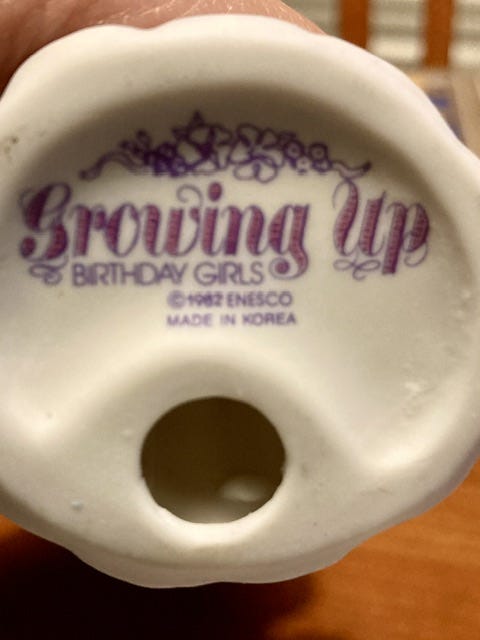 Growing Up
BIRTHDAY GIRLS
©1982 ENESCO
MADE IN KOREA